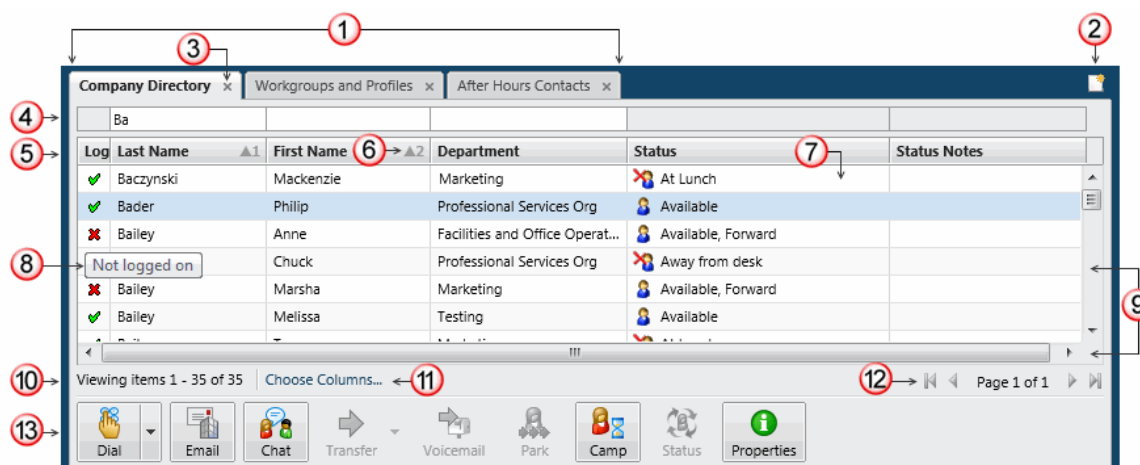 1
2
3
Company Directory × Workgroups and Profiles × After Hours Contacts ×
4
Ba
5
Log Last Name 1 First Name 6 2 Department Status 7 Status Notes
Baczynski Mackenzie Marketing At Lunch
Bader Philip Professional Services Org Available
Bailey Anne Facilities and Office Operat... Available, Forward
8
Not logged on Chuck Professional Services Org Away from desk
9
Bailey Marsha Marketing Available, Forward
Bailey Melissa Testing Available
10
Viewing items 1 - 35 of 35 Choose Columns... 11 12 Page 1 of 1
13
Dial Email Chat Transfer Voicemail Park Camp Status Properties